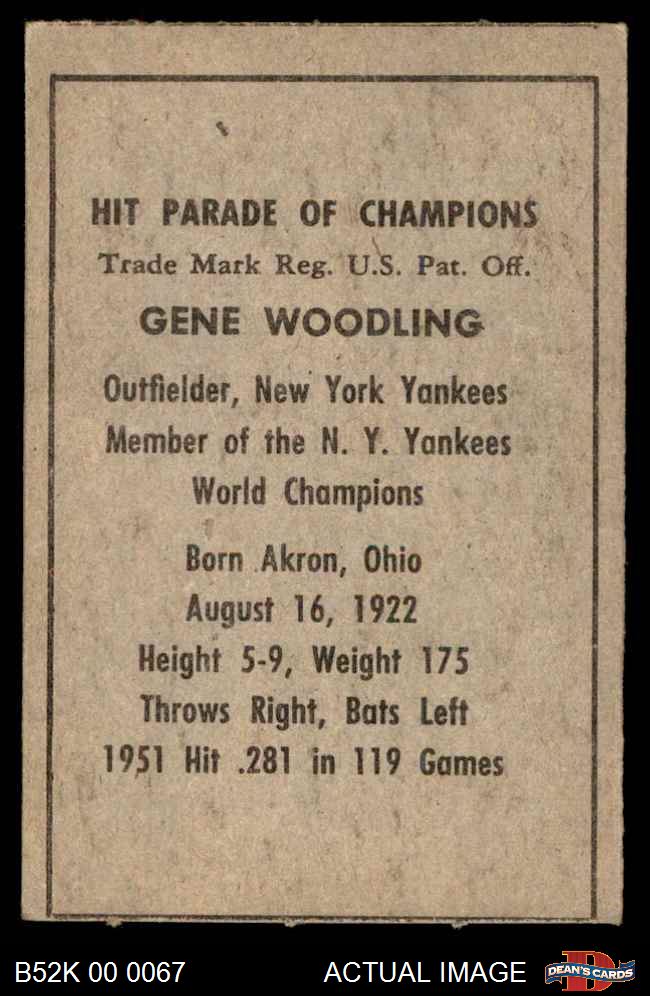 HIT PARADE OF CHAMPIONS
Trade Mark Reg. U.S. Pat. Off.
GENE WOODLING
Outfielder, New York Yankees
Member of the N. Y. Yankees
World Champions
Born Akron, Ohio
August 16, 1922
Height 5-9, Weight 175
Throws Right, Bats Left
1951 Hit .281 in 119 Games
B52K 00 0067 ACTUAL IMAGE DEAN'S CARDS